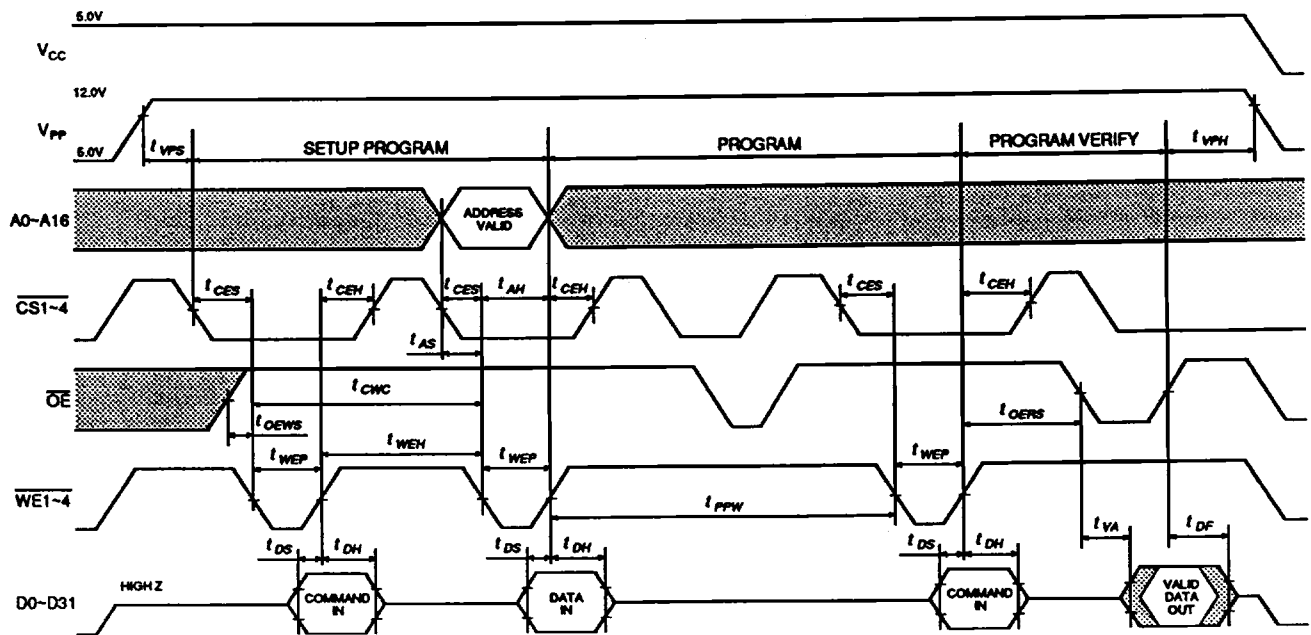 5.0V
VCC
12.0V
VPP
5.0V
tVPS
SETUP PROGRAM
PROGRAM
PROGRAM VERIFY
tVPH
A0~A16
ADDRESS
VALID
CS1~4
tCES
tCEH
tCES
tAH
tCEH
tCES
tCEH
tAS
OE
tCWC
tOEWS
tOERS
tWEP
tWEH
tWEP
tWEP
WE1~4
tPPW
tDS
tDH
tDS
tDH
tDS
tDH
tVA
tDF
D0~D31
HIGH Z
COMMAND
IN
DATA
IN
COMMAND
IN
VALID
DATA
OUT